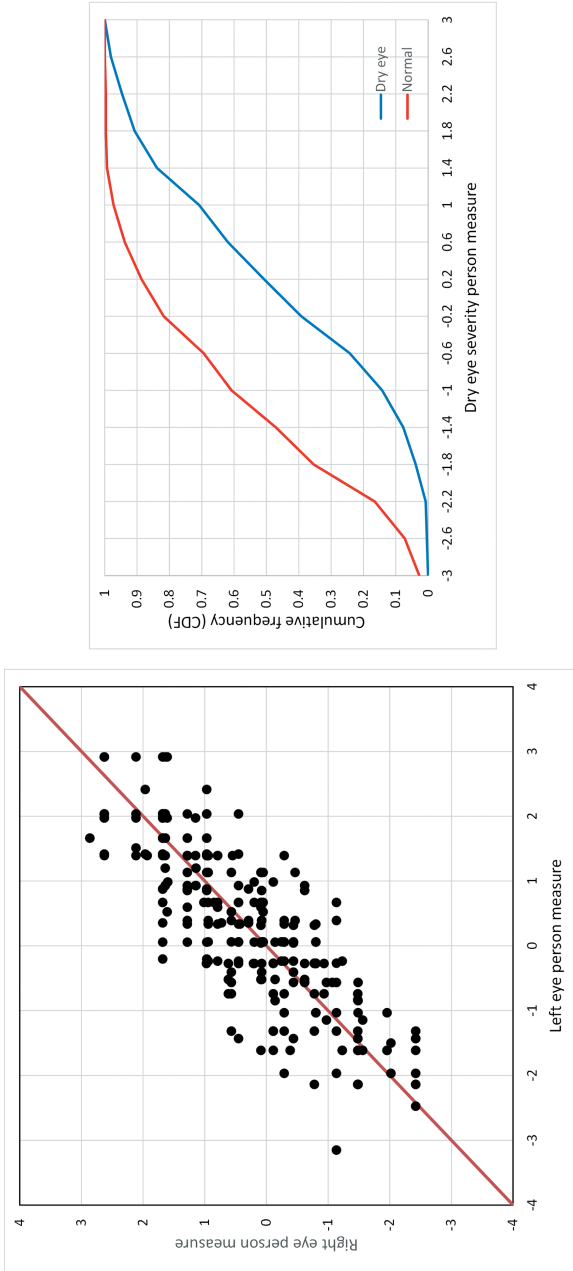 Right eye person measure
4
3
2
1
0
-1
-2
-3
-4
-4 -3 -2 -1 0 1 2 3 4
Left eye person measure
Cumulative frequency (CDF)
1
0.9
0.8
0.7
0.6
0.5
0.4
0.3
0.2
0.1
0
Dry eye
Normal
-3 -2.6 -2.2 -1.8 -1.4 -1 -0.6 -0.2 0.2 0.6 1 1.4 1.8 2.2 2.6 3
Dry eye severity person measure